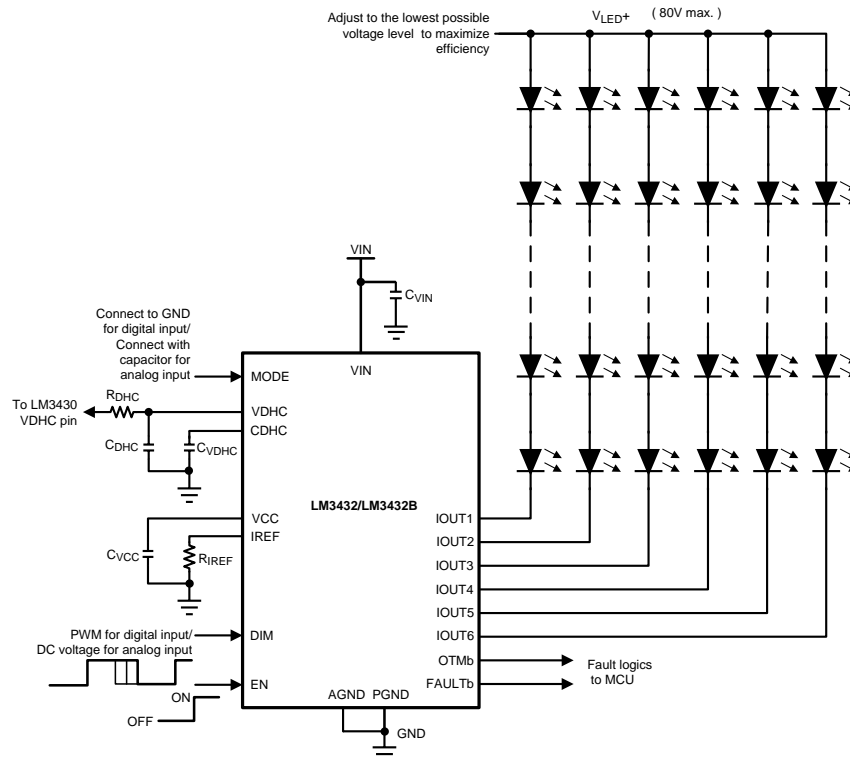 Adjust to the lowest possible
voltage level to maximize
efficiency
VLED+ ( 80V max. )
VIN
CVIN
Connect to GND
for digital input/
Connect with
capacitor for
analog input
MODE
VIN
To LM3430
VDHC pin
RDHC
VDHC
CDHC
CDHC
CVDHC
LM3432/LM3432B
VCC
IREF
CVCC
RIREF
IOUT1
IOUT2
IOUT3
IOUT4
IOUT5
IOUT6
PWM for digital input/
DC voltage for analog input
DIM
EN
ON
OFF
OTMb
FAULTb
Fault logics
to MCU
AGND PGND
GND